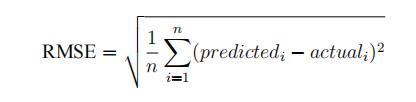 RMSE = \sqrt{\frac{1}{n}\sum_{i=1}^{n}(predicted_i - actual_i)^2}